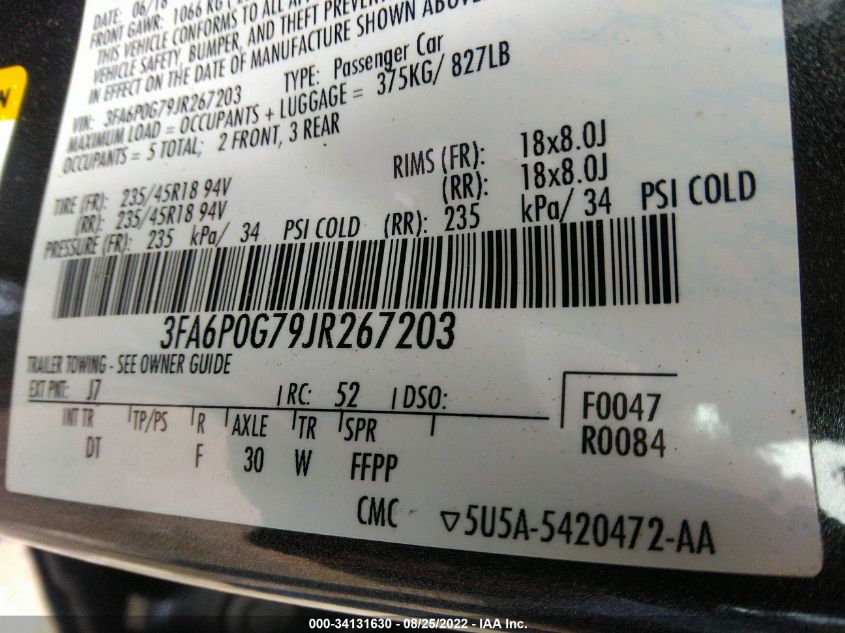 DATE: 06/18
FRONT GAWR: 1066 KG
THIS VEHICLE CONFORMS TO ALL
VEHICLE SAFETY, BUMPER, AND THEFT
IN EFFECT ON THE DATE OF MANUFACTURE SHOWN ABOVE
VIN: 3FA6P0G79JR267203 TYPE: Passenger Car
MAXIMUM LOAD = OCCUPANTS + LUGGAGE = 375KG/ 827LB
OCCUPANTS = 5 TOTAL; 2 FRONT, 3 REAR
TIRE (FR): 235/45R18 94V RIMS (FR): 18x8.0J
(RR): 235/45R18 94V (RR): 18x8.0J
PRESSURE (FR): 235 kPa/ 34 PSI COLD (RR): 235 kPa/ 34 PSI COLD
3FA6P0G79JR267203
TRAILER TOWING - SEE OWNER GUIDE
EXT PNT: J7 RC: 52 DSO:
F0047
INT TR TP/PS R AXLE TR SPR
R0084
DT F 30 W FFPP
CMC ▽5U5A-5420472-AA
000-34131630 - 08/25/2022 - IAA Inc.